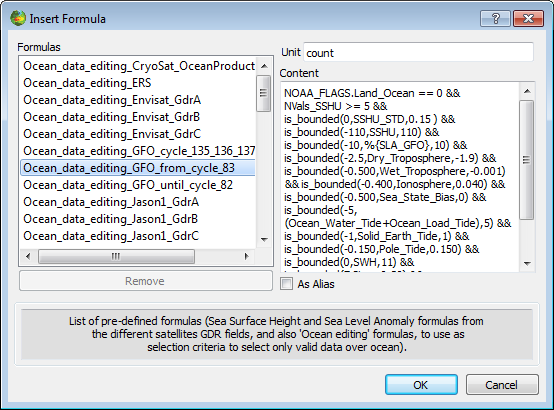 Insert Formula
Formulas
Ocean_data_editing_CryoSat_OceanProduct
Ocean_data_editing_ERS
Ocean_data_editing_Envisat_GdrA
Ocean_data_editing_Envisat_GdrB
Ocean_data_editing_Envisat_GdrC
Ocean_data_editing_GFO_cycle_135_136_137
Ocean_data_editing_GFO_from_cycle_83
Ocean_data_editing_GFO_until_cycle_82
Ocean_data_editing_Jason1_GdrA
Ocean_data_editing_Jason1_GdrB
Ocean_data_editing_Jason1_GdrC
Remove
Unit count
Content
NOAA_FLAGS.Land_Ocean == 0 &&
NVals_SSHU >= 5 &&
is_bounded(0,SSHU_STD,0.15 ) &&
is_bounded(-110,SSHU,110) &&
is_bounded(-10,%{SLA_GFO},10) &&
is_bounded(-2.5,Dry_Troposphere,-1.9) &&
is_bounded(-0.500,Wet_Troposphere,-0.001)
&& is_bounded(-0.400,Ionosphere,0.040) &&
is_bounded(-0.500,Sea_State_Bias,0) &&
is_bounded(-5,
(Ocean_Water_Tide+Ocean_Load_Tide),5) &&
is_bounded(-1,Solid_Earth_Tide,1) &&
is_bounded(-0.150,Pole_Tide,0.150) &&
is_bounded(0,SWH,11) &&
As Alias
List of pre-defined formulas (Sea Surface Height and Sea Level Anomaly formulas from
the different satellites GDR fields, and also 'Ocean editing' formulas, to use as
selection criteria to select only valid data over ocean).
OK
Cancel